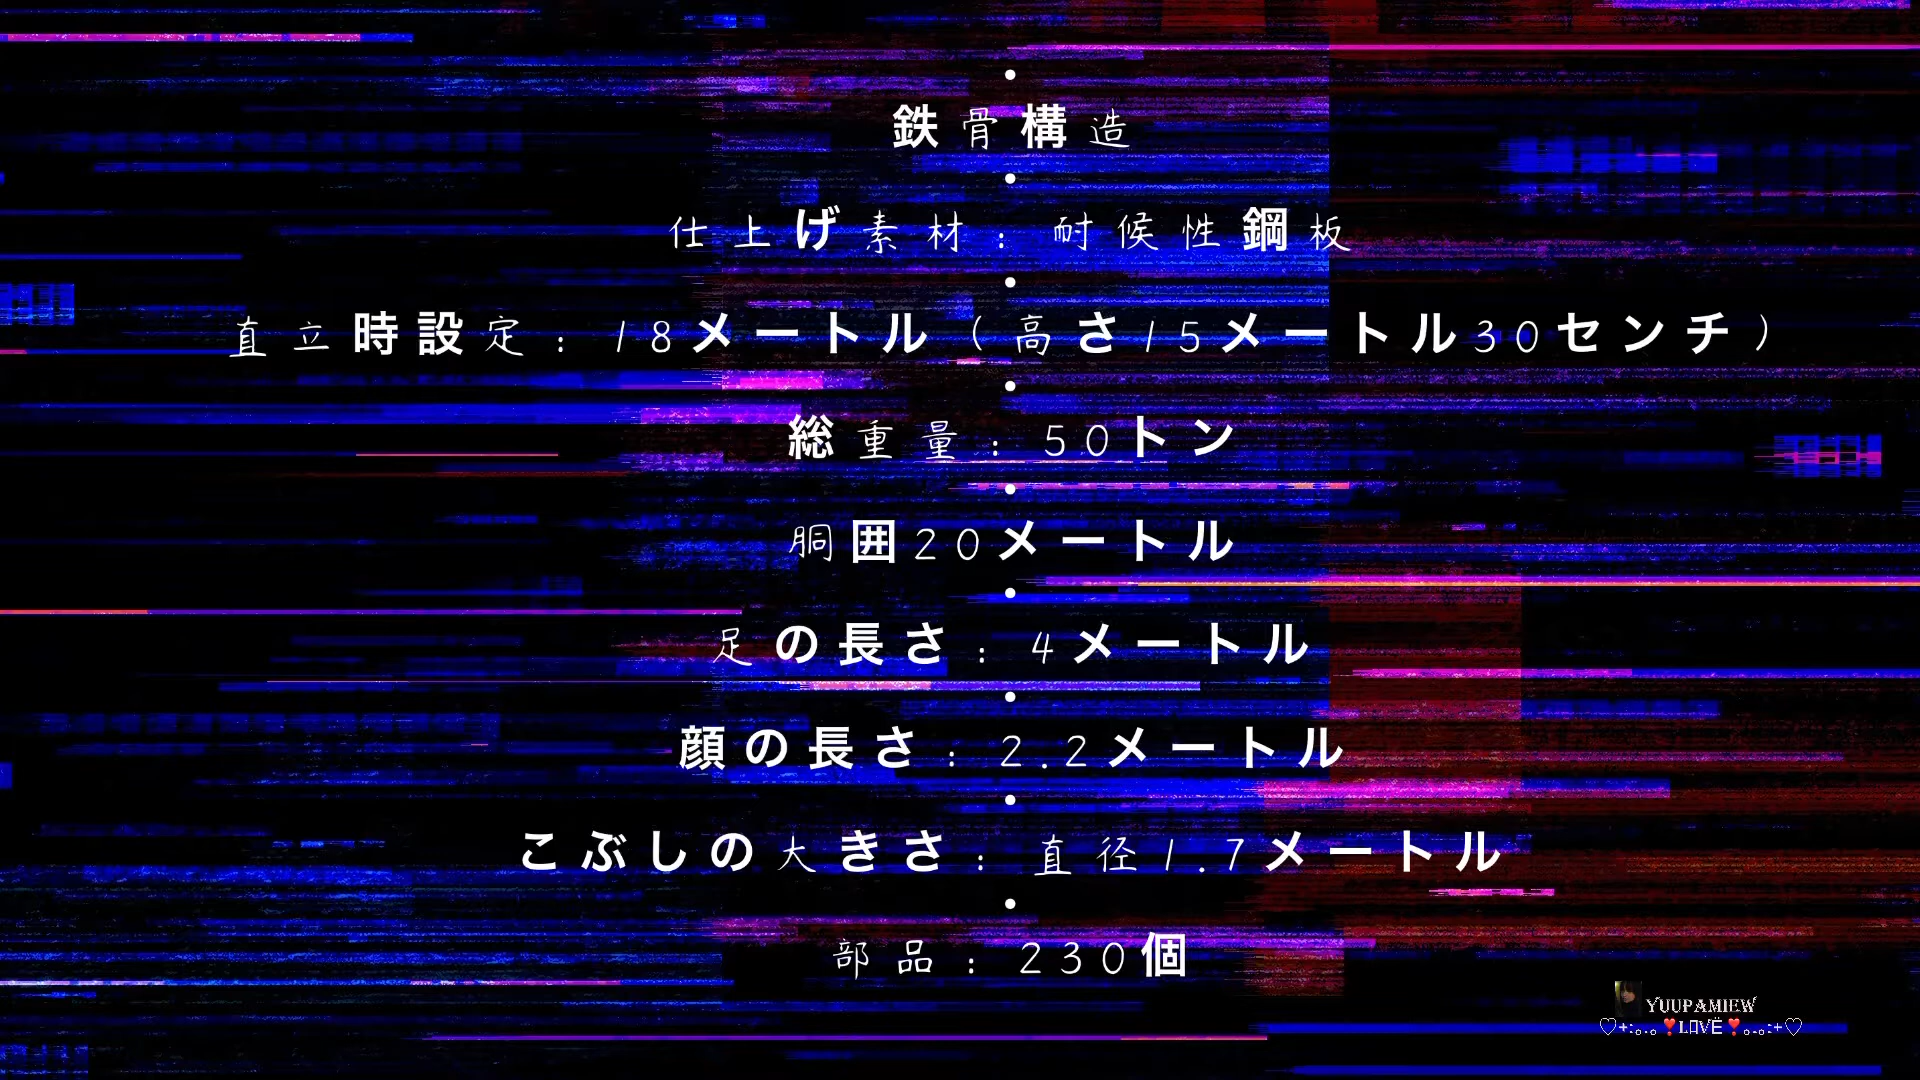 •
鉄骨構造
•
仕上げ素材：耐候性鋼板
•
直立時設定：18メートル（高さ15メートル30センチ）
•
総重量：50トン
•
胴囲20メートル
•
足の長さ：4メートル
•
顔の長さ：2.2メートル
•
こぶしの大きさ：直径1.7メートル
•
部品：230個
YUUPAMIEW